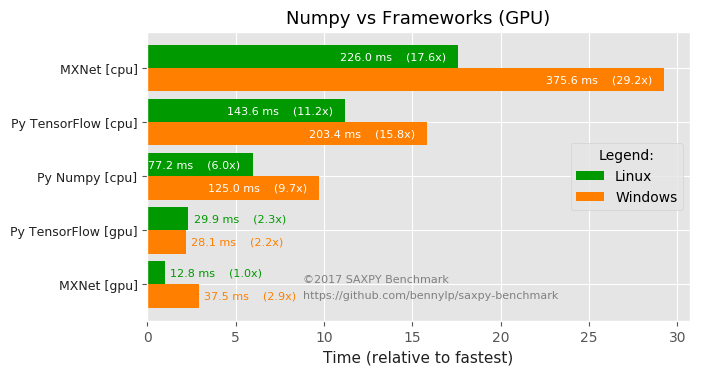 Numpy vs Frameworks (GPU)
MXNet [cpu]
226.0 ms (17.6x)
375.6 ms (29.2x)
Py TensorFlow [cpu]
143.6 ms (11.2x)
203.4 ms (15.8x)
Py Numpy [cpu]
77.2 ms (6.0x)
125.0 ms (9.7x)
Py TensorFlow [gpu]
29.9 ms (2.3x)
28.1 ms (2.2x)
MXNet [gpu]
12.8 ms (1.0x)
37.5 ms (2.9x)
Legend:
Linux
Windows
©2017 SAXPY Benchmark
https://github.com/bennylp/saxpy-benchmark
0 5 10 15 20 25 30
Time (relative to fastest)